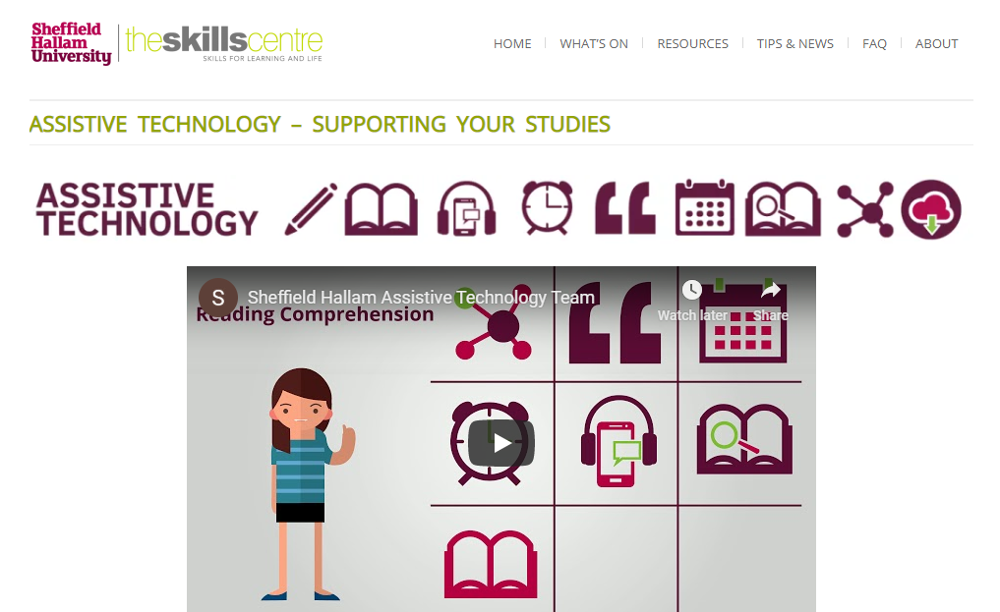 Sheffield
Hallam
University
theskillscentre
SKILLS FOR LEARNING AND LIFE
HOME
WHAT'S ON
RESOURCES
TIPS & NEWS
FAQ
ABOUT
ASSISTIVE TECHNOLOGY – SUPPORTING YOUR STUDIES
ASSISTIVE
TECHNOLOGY
S
Sheffield Hallam Assistive Technology Team
Watch later
Share
Reading Comprehension